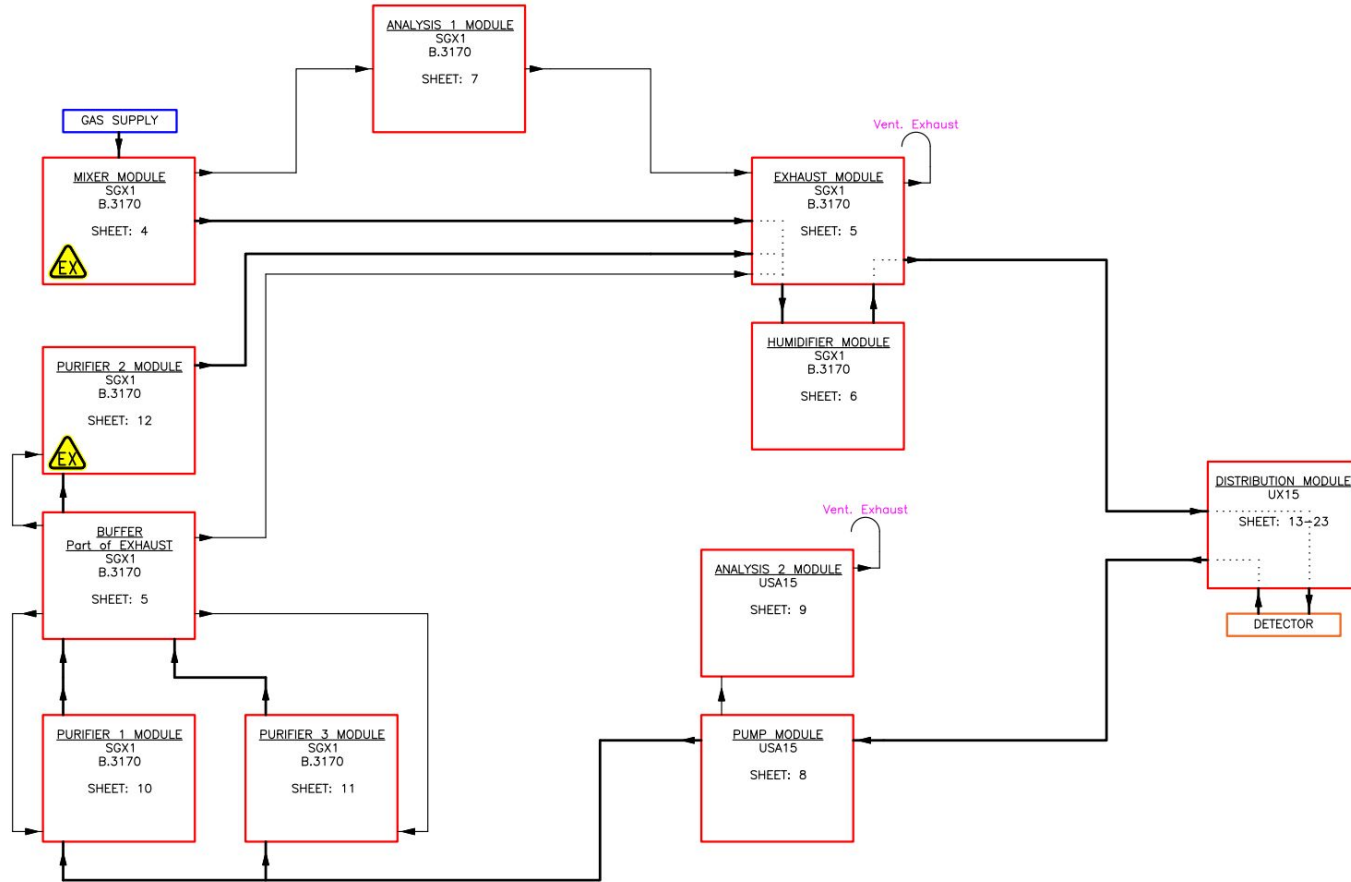 ANALYSIS 1 MODULE
SGX1
B.3170
SHEET: 7
GAS SUPPLY
Vent. Exhaust
MIXER MODULE
SGX1
B.3170
SHEET: 4
EX
EXHAUST MODULE
SGX1
B.3170
SHEET: 5
PURIFIER 2 MODULE
SGX1
B.3170
SHEET: 12
EX
HUMIDIFIER MODULE
SGX1
B.3170
SHEET: 6
DISTRIBUTION MODULE
UX15
SHEET: 13-23
DETECTOR
BUFFER
Part of EXHAUST
SGX1
B.3170
SHEET: 5
Vent. Exhaust
ANALYSIS 2 MODULE
USA15
SHEET: 9
PURIFIER 1 MODULE
SGX1
B.3170
SHEET: 10
PURIFIER 3 MODULE
SGX1
B.3170
SHEET: 11
PUMP MODULE
USA15
SHEET: 8